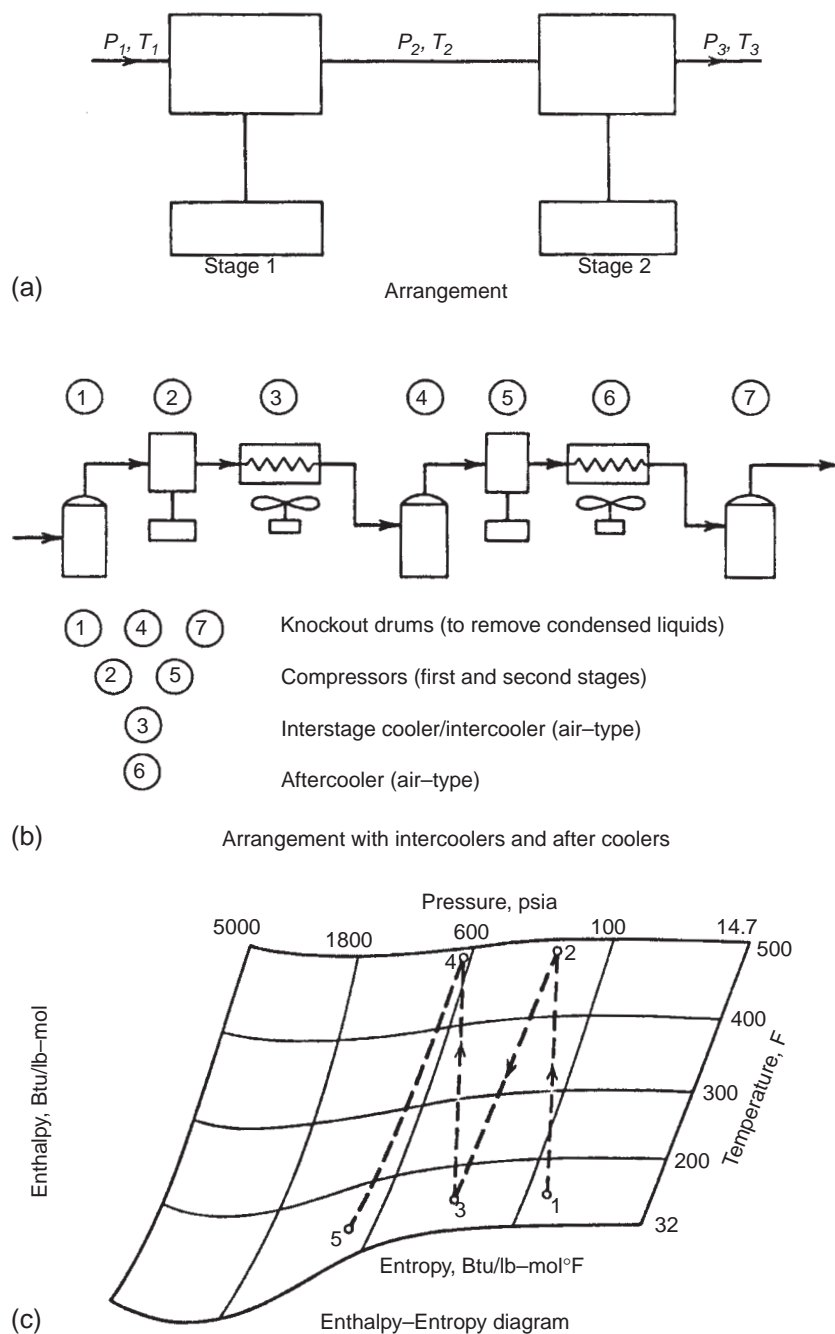 P1, T1 P2, T2 P3, T3
Stage 1 Stage 2
(a) Arrangement
1 2 3 4 5 6 7
1 4 7 Knockout drums (to remove condensed liquids)
2 5 Compressors (first and second stages)
3 Interstage cooler/intercooler (air–type)
6 Aftercooler (air–type)
(b) Arrangement with intercoolers and after coolers
Pressure, psia
5000 1800 600 100 14.7
4 2 500
400
300
200
Enthalpy, Btu/lb–mol
Temperature, F
5 3 1 32
Entropy, Btu/lb–mol°F
(c) Enthalpy–Entropy diagram